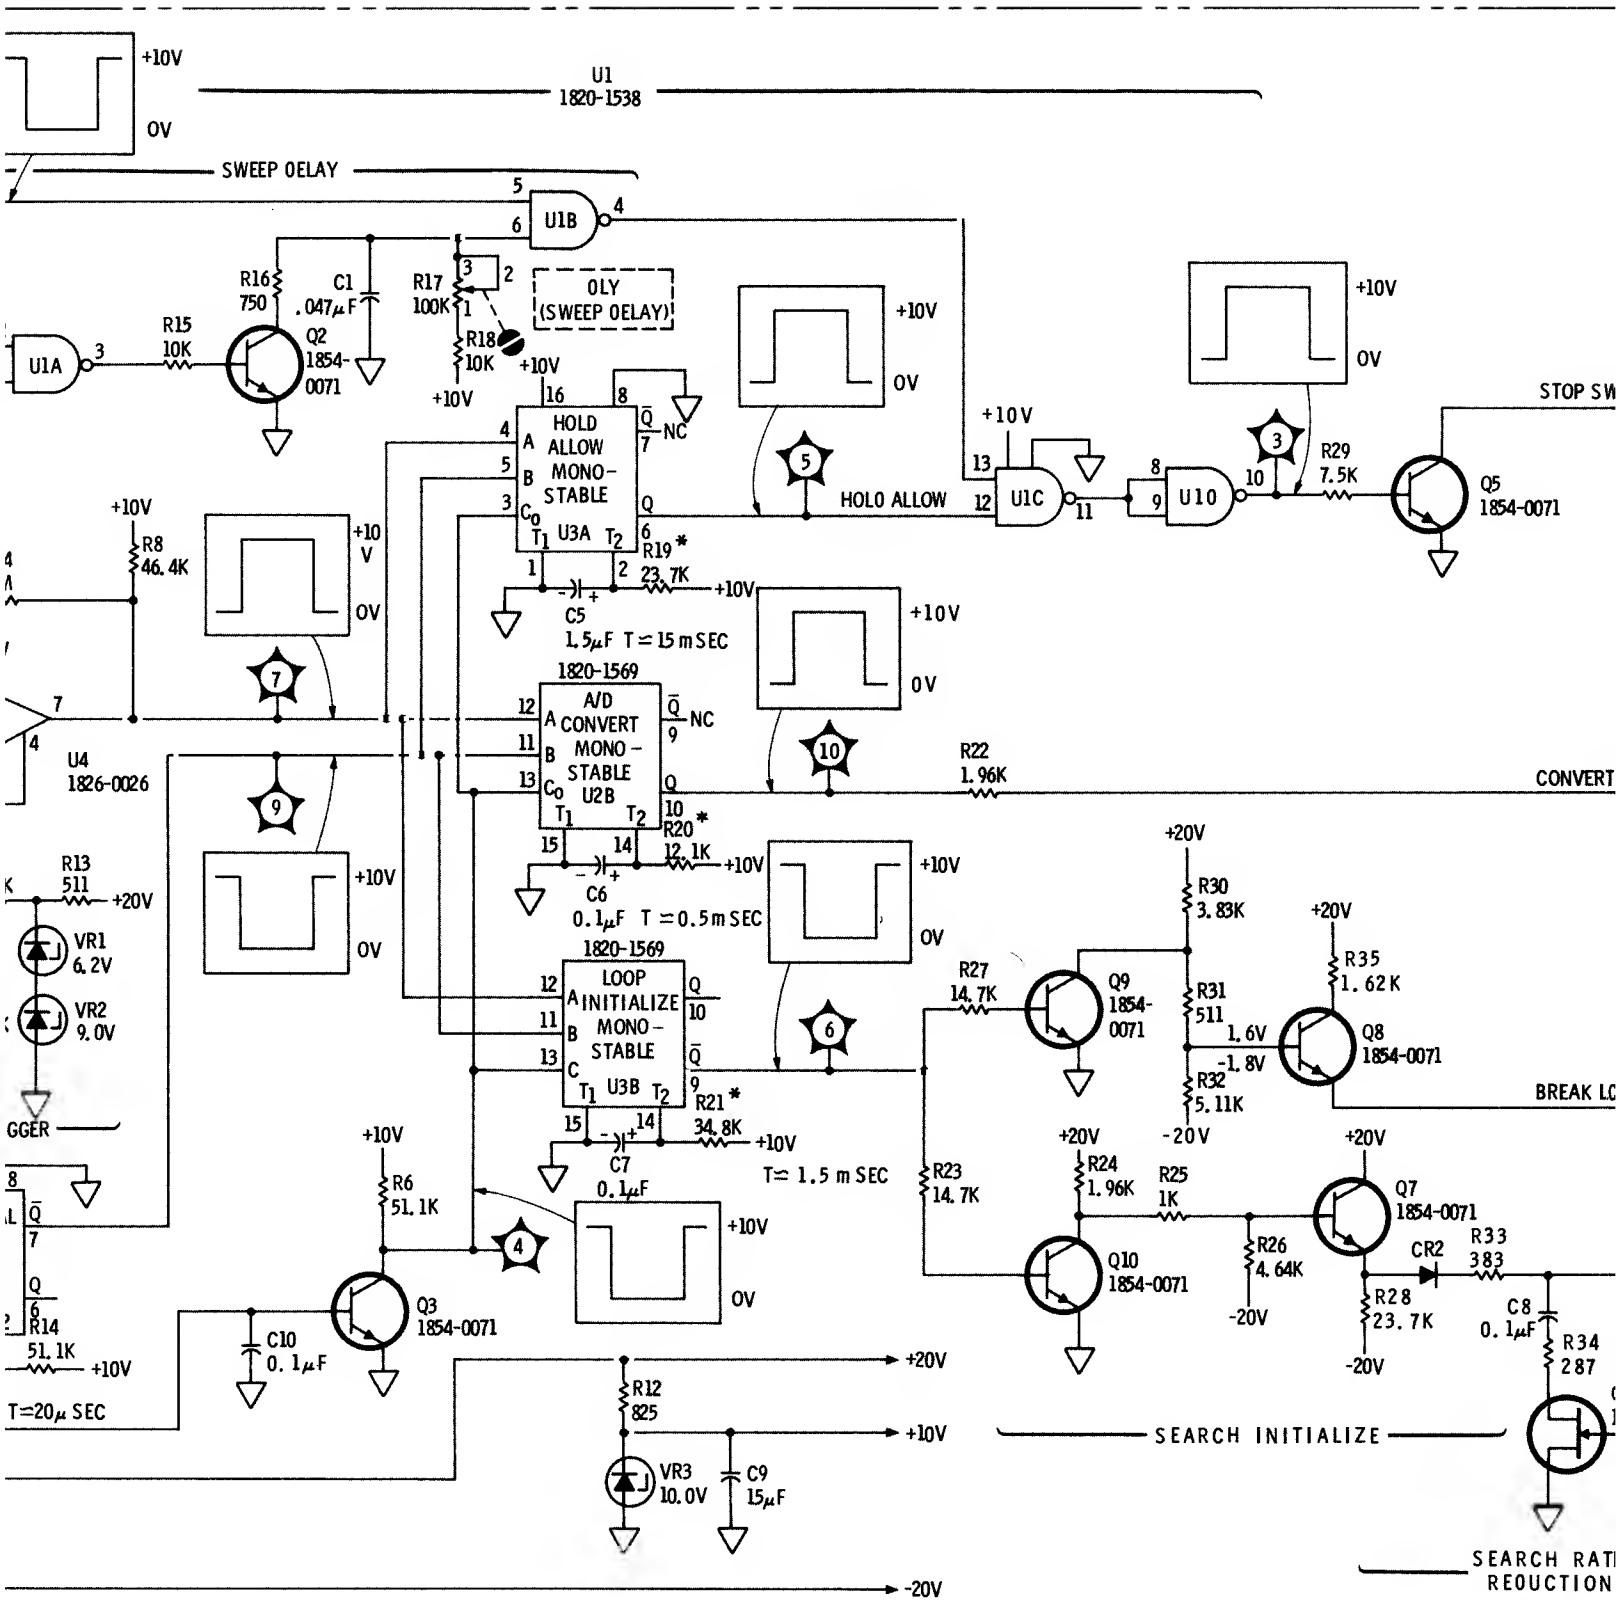 +10V
0V
U1
1820-1538
SWEEP OELAY
5
6
U1B
4
R16
750
C1
.047µF
R17
100K
3
2
1
OLY
(SWEEP OELAY)
R18
10K
+10V
+10V
0V
+10V
0V
U1A
3
R15
10K
Q2
1854-
0071
+10V
16
8
HOLD
ALLOW
MONO-
STABLE
U3A
4
A
5
B
3
C0
T1
T2
Q̄
7
NC
Q
6
1
2
R19*
23.7K
+10V
C5
1.5µF T≃15 mSEC
- +
5
HOLO ALLOW
+10V
13
12
U1C
11
8
9
U1O
10
3
R29
7.5K
Q5
1854-0071
STOP SW
+10V
R8
46.4K
4
+10
V
0V
7
7
4
U4
1826-0026
9
+10V
0V
1820-1569
A/D
CONVERT
MONO-
STABLE
U2B
12
A
11
B
13
C0
T1
T2
Q̄
9
NC
Q
10
15
14
R20*
12.1K
+10V
C6
0.1µF T≃0.5mSEC
- +
+10V
0V
10
R22
1.96K
CONVERT
R13
511
+20V
K
VR1
6.2V
VR2
9.0V
GGER
1820-1569
LOOP
INITIALIZE
MONO-
STABLE
U3B
12
A
11
B
13
C
T1
T2
Q
10
Q̄
9
15
14
R21*
34.8K
+10V
C7
0.1µF
- +
T≃ 1.5 mSEC
+10V
0V
6
R27
14.7K
Q9
1854-
0071
+20V
R30
3.83K
R31
511
1.6V
-1.8V
R32
5.11K
-20V
+20V
R35
1.62K
Q8
1854-0071
BREAK LO
R23
14.7K
+20V
R24
1.96K
R25
1K
Q10
1854-0071
R26
4.64K
-20V
+20V
Q7
1854-0071
CR2
R33
383
R28
23.7K
-20V
C8
0.1µF
R34
287
8
Q̄
7
Q
6
R14
51.1K
+10V
T≃20µ SEC
+10V
R6
51.1K
4
Q3
1854-0071
C10
0.1µF
+10V
0V
+20V
R12
825
+10V
VR3
10.0V
C9
15µF
-20V
SEARCH INITIALIZE
SEARCH RATI
REOUCTION